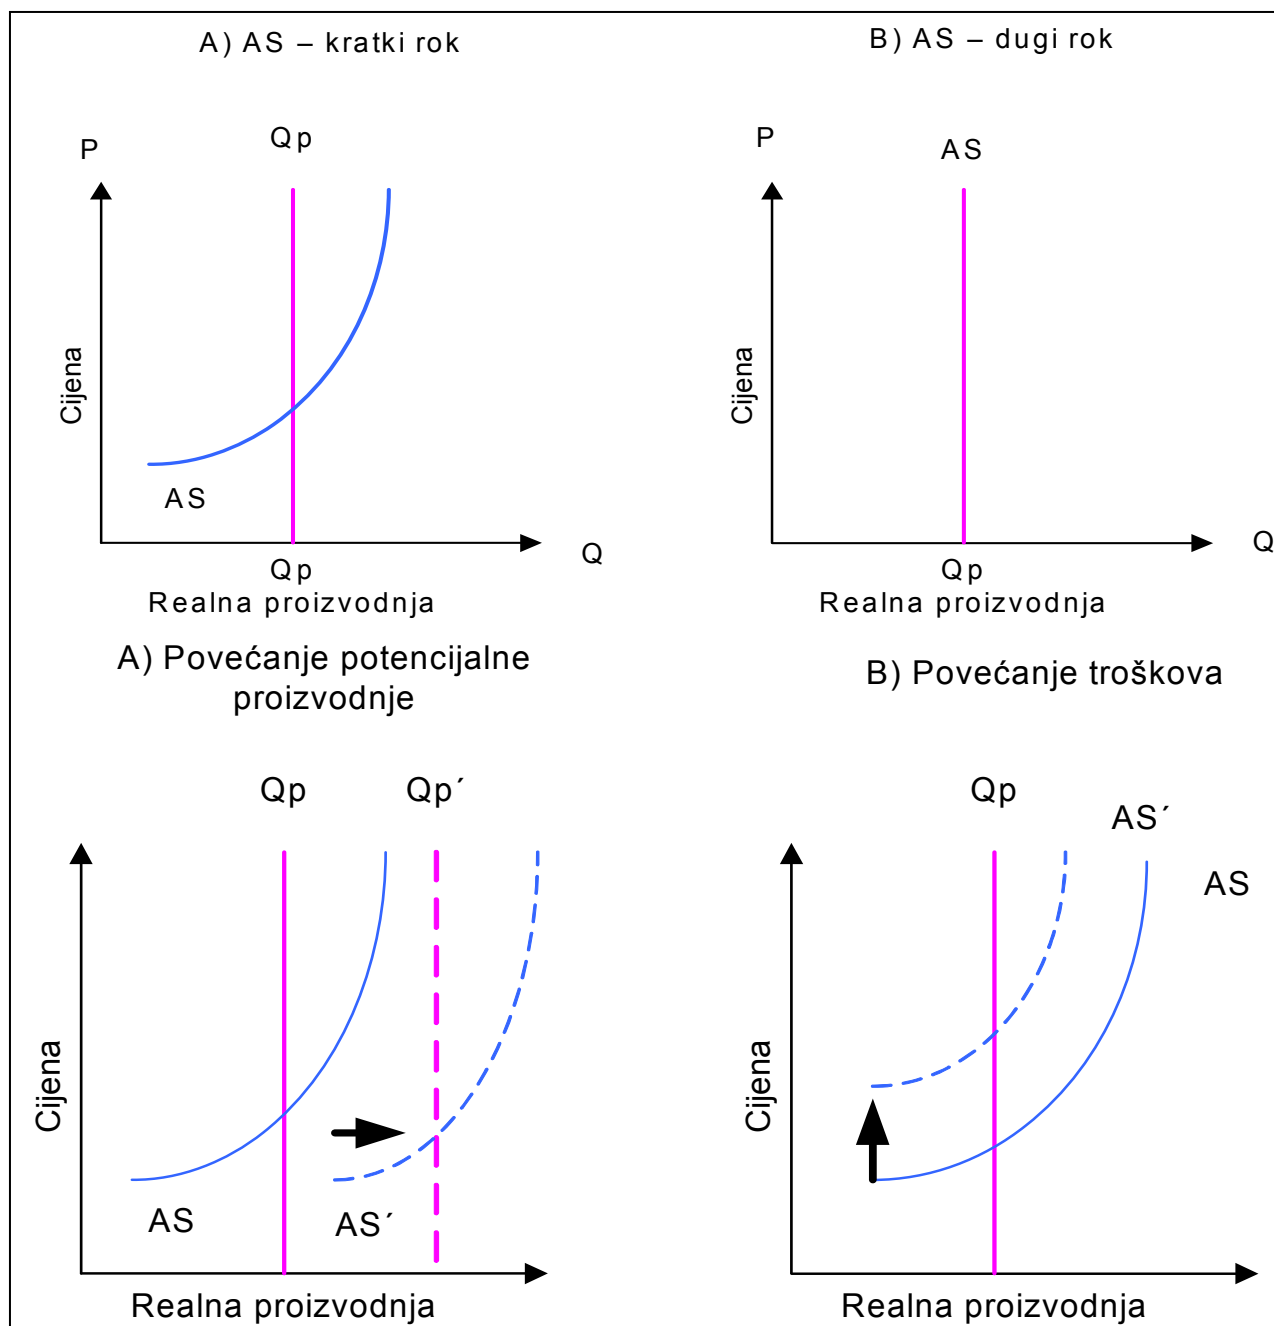 A) AS – kratki rok
B) AS – dugi rok
P
Qp
P
AS
Cijena
AS
Q
Qp
Realna proizvodnja
Cijena
Q
Qp
Realna proizvodnja
A) Povećanje potencijalne
proizvodnje
B) Povećanje troškova
Qp
Qp´
Cijena
AS
AS´
Realna proizvodnja
Qp
AS´
AS
Cijena
Realna proizvodnja